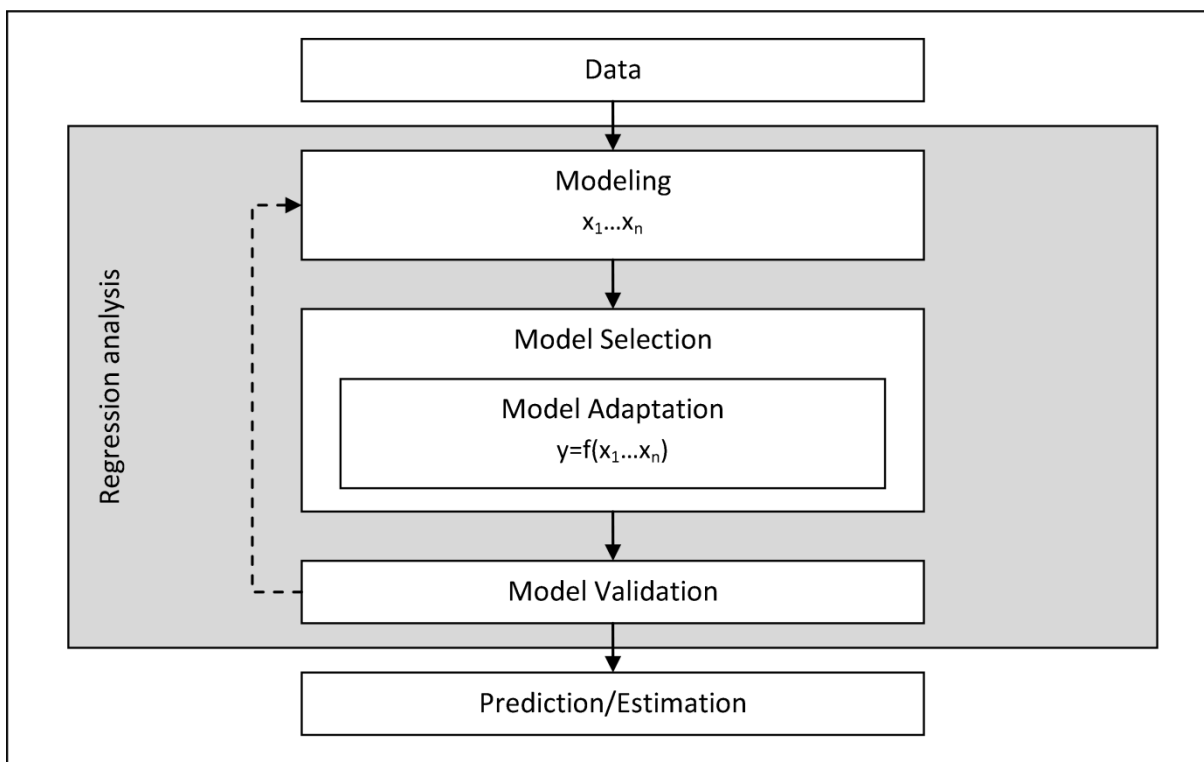 Data
Modeling
x₁...xₙ
Regression analysis
Model Selection
Model Adaptation
y=f(x₁...xₙ)
Model Validation
Prediction/Estimation